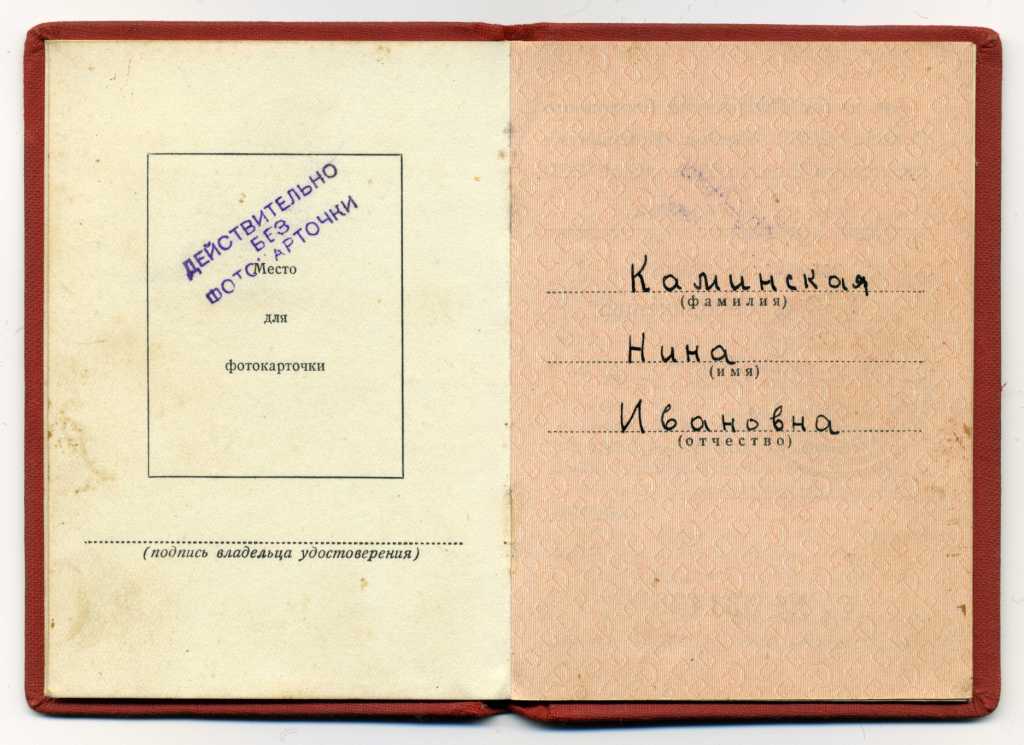 ДЕЙСТВИТЕЛЬНО
БЕЗ
ФОТОКАРТОЧКИ
Место
для
фотокарточки
(подпись владельца удостоверения)
Каминская
(фамилия)
Нина
(имя)
Ивановна
(отчество)